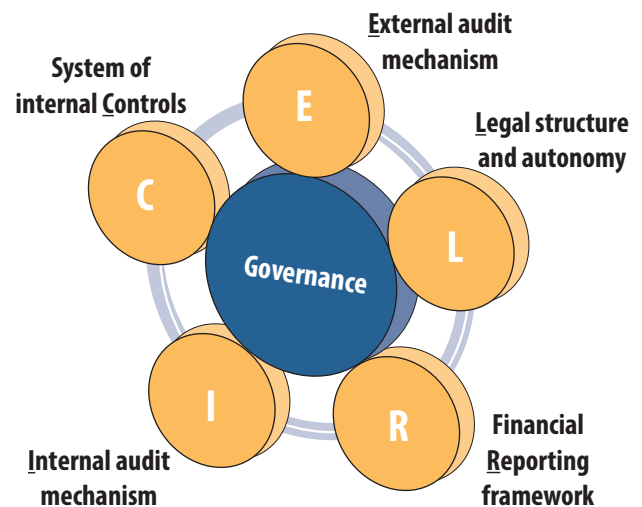 External audit
mechanism
E
System of
internal Controls
C
Legal structure
and autonomy
L
Governance
Internal audit
mechanism
I
Financial
Reporting
framework
R